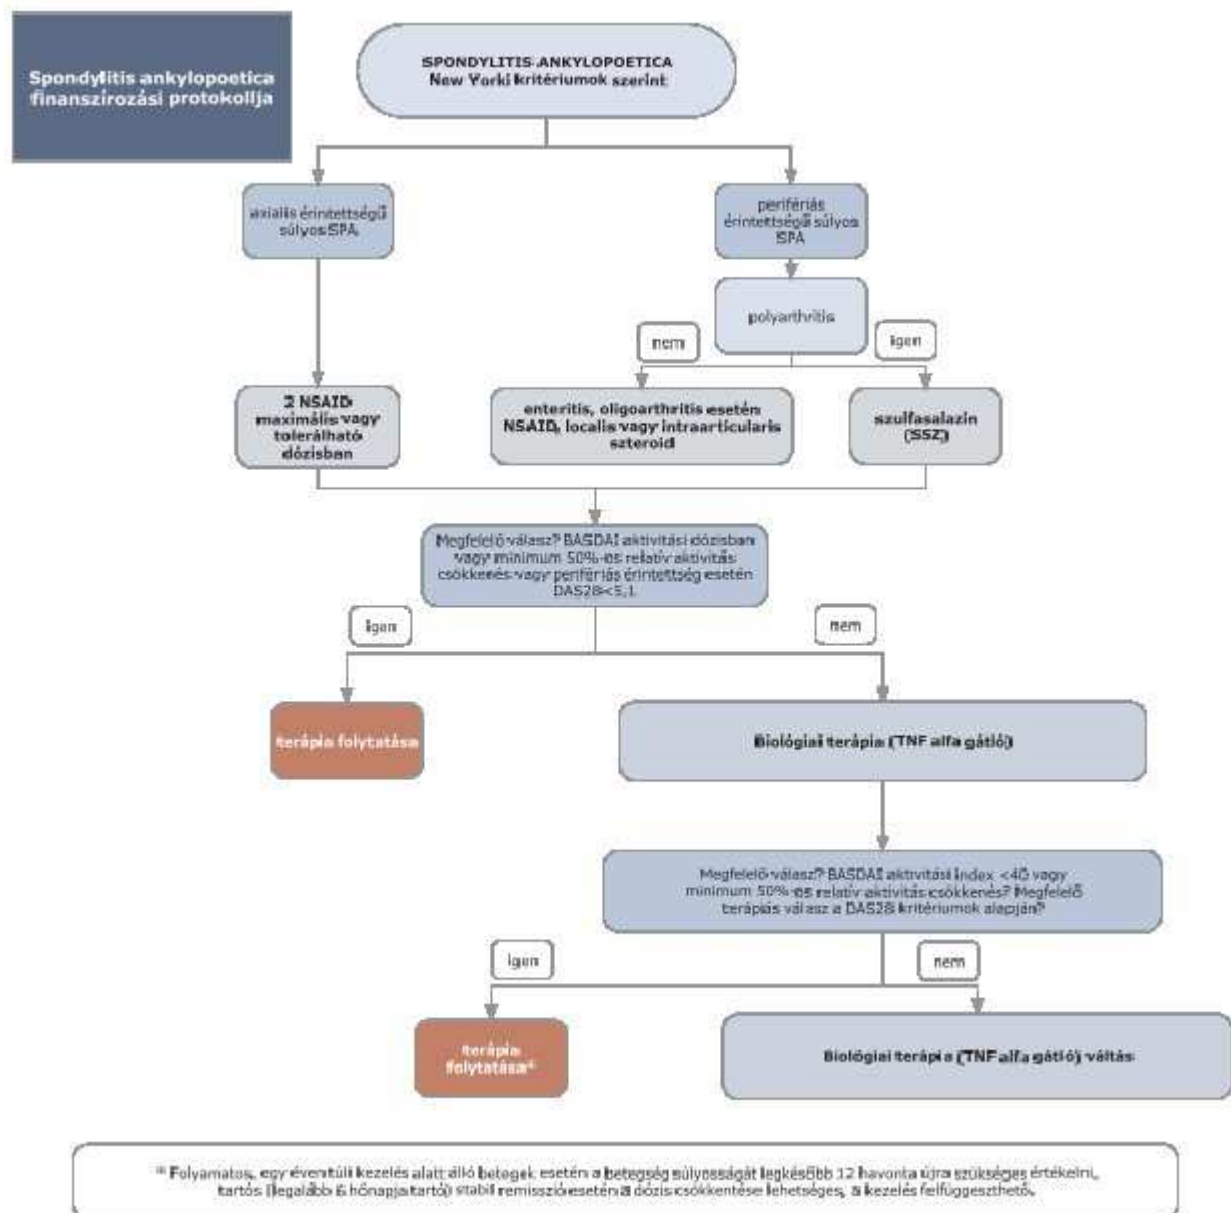 Spondylitis ankylopoetica
finanszírozási protokollja
SPONDYLITIS ANKYLOPOETICA
New Yorki kritériumok szerint
axialis érintettségű
súlyos SPA
perifériás
érintettségű súlyos
SPA
polyarthritis
nem
igen
2 NSAID
maximális vagy
tolerálható
dózisban
enteritis, oligoarthritis esetén
NSAID, localis vagy intraarticularis
szteroid
szulfasalazin
(SSZ)
Megfelelő válasz? BASDAI aktivitási dózisban
vagy minimum 50%-os relatív aktivitás
csökkenés vagy perifériás érintettség esetén
DAS28<5,1
igen
nem
terápia folytatása
Biológiai terápia (TNF alfa gátló)
Megfelelő válasz? BASDAI aktivitási index <40 vagy
minimum 50%-os relatív aktivitás csökkenés? Megfelelő
terápiás válasz a DAS28 kritériumok alapján?
igen
nem
terápia
folytatása*
Biológiai terápia (TNF alfa gátló) váltás
* Folyamatos, egy éven túli kezelés alatt álló betegek esetén a betegség súlyosságát legkésőbb 12 havonta újra szükséges értékelni,
tartós (legalább 6 hónapja tartó) stabil remisszió esetén a dózis csökkentése lehetséges, a kezelés felfüggeszthető.